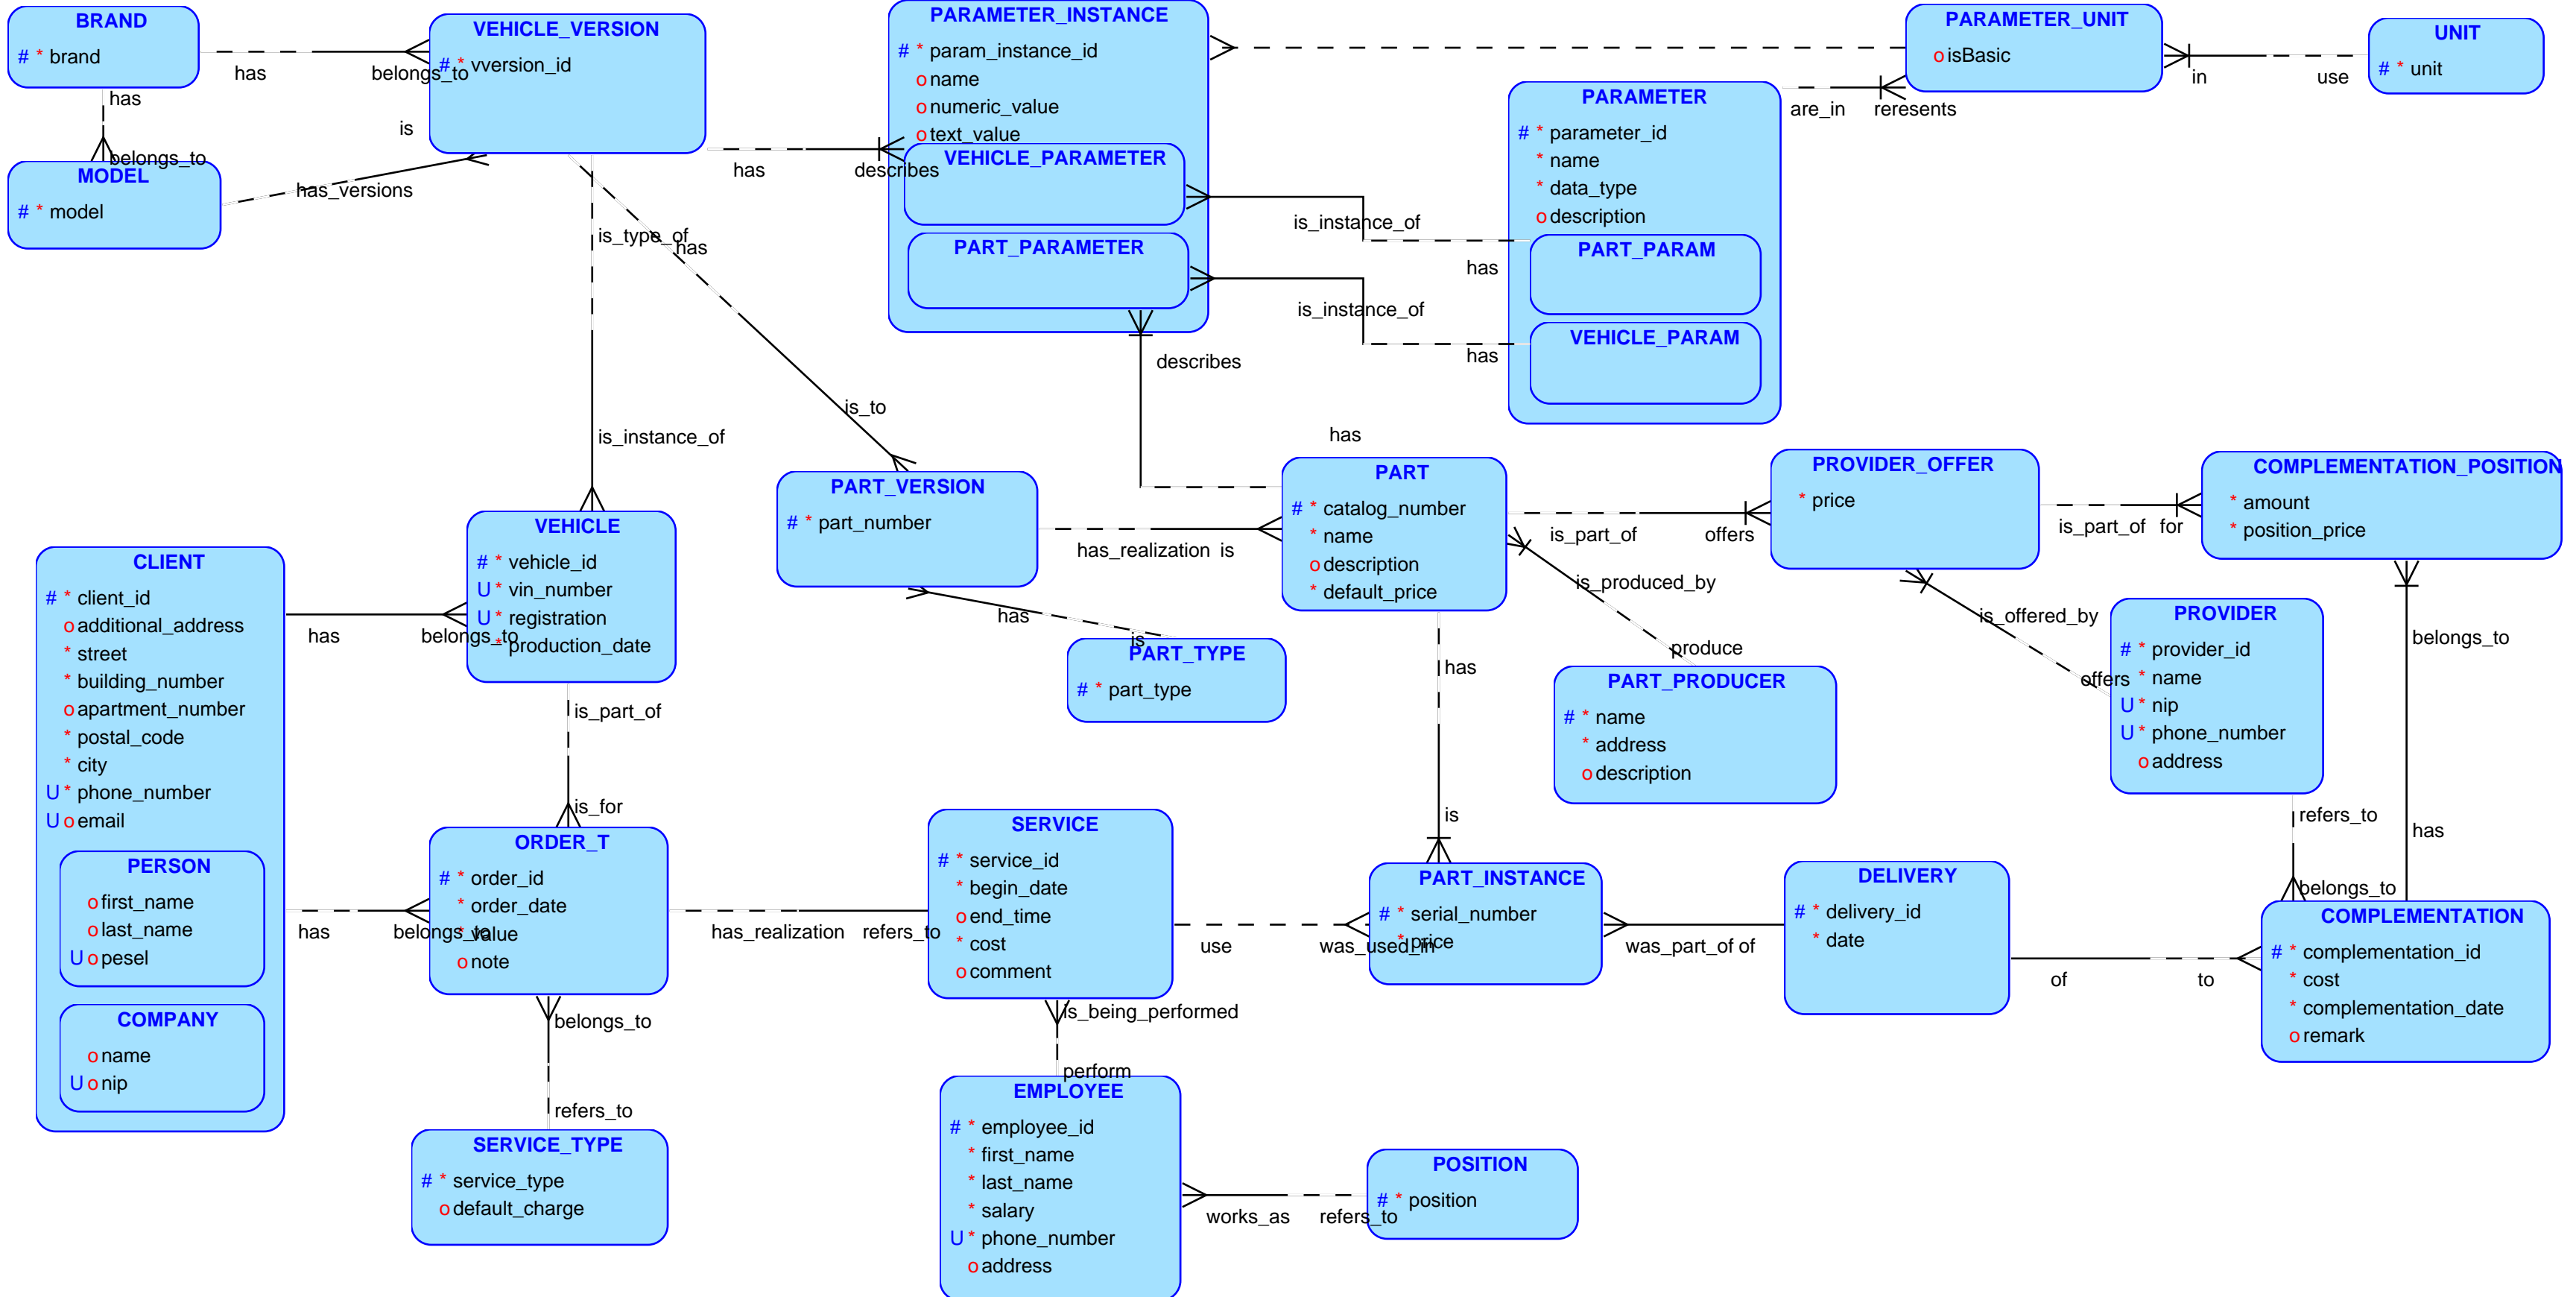 BRAND
# * brand
has
belongs_to
VEHICLE_VERSION
# * vversion_id
has
belongs_to
MODEL
# * model
is
has_versions
PARAMETER_INSTANCE
# * param_instance_id
o name
o numeric_value
o text_value
VEHICLE_PARAMETER
PART_PARAMETER
has
describes
PARAMETER
# * parameter_id
* name
* data_type
o description
PART_PARAM
VEHICLE_PARAM
is_instance_of
has
is_instance_of
has
PARAMETER_UNIT
o isBasic
are_in
reresents
UNIT
# * unit
in
use
is_type_of
has
is_to
is_instance_of
describes
has
PART_VERSION
# * part_number
has_realization
is
PART
# * catalog_number
* name
o description
* default_price
is_part_of
offers
PROVIDER_OFFER
* price
is_part_of
for
COMPLEMENTATION_POSITION
* amount
* position_price
VEHICLE
# * vehicle_id
U * vin_number
U * registration
* production_date
CLIENT
# * client_id
o additional_address
* street
* building_number
o apartment_number
* postal_code
* city
U * phone_number
U o email
PERSON
o first_name
o last_name
U o pesel
COMPANY
o name
U o nip
has
belongs_to
has
is
PART_TYPE
# * part_type
is_produced_by
produce
PART_PRODUCER
# * name
* address
o description
is_offered_by
offers
PROVIDER
# * provider_id
* name
U * nip
U * phone_number
o address
belongs_to
has
is_part_of
is_for
has
is
refers_to
belongs_to
ORDER_T
# * order_id
* order_date
* value
o note
has
belongs_to
has_realization
refers_to
SERVICE
# * service_id
* begin_date
o end_time
* cost
o comment
use
was_used_in
PART_INSTANCE
# * serial_number
* price
was_part_of
of
DELIVERY
# * delivery_id
* date
of
to
COMPLEMENTATION
# * complementation_id
* cost
* complementation_date
o remark
belongs_to
refers_to
SERVICE_TYPE
# * service_type
o default_charge
is_being_performed
perform
EMPLOYEE
# * employee_id
* first_name
* last_name
* salary
U * phone_number
o address
works_as
refers_to
POSITION
# * position